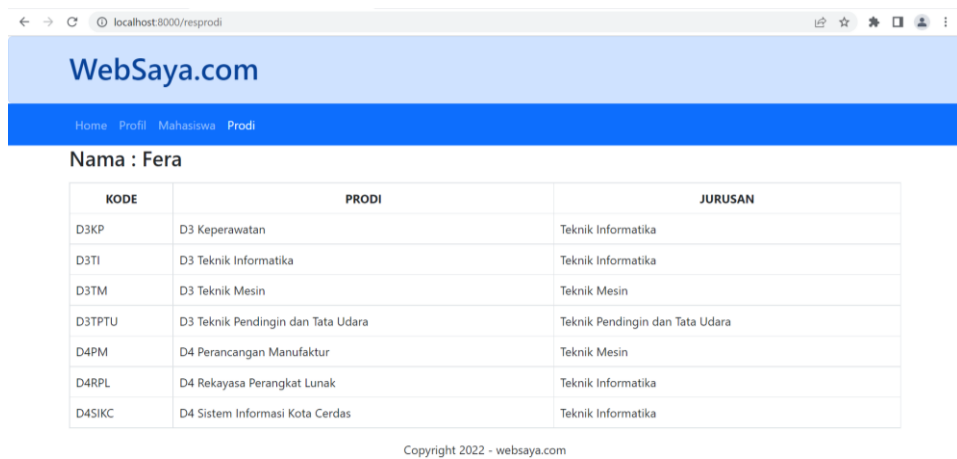 localhost:8000/resprodi
WebSaya.com
Home Profil Mahasiswa Prodi
Nama : Fera
KODE PRODI JURUSAN
D3KP D3 Keperawatan Teknik Informatika
D3TI D3 Teknik Informatika Teknik Informatika
D3TM D3 Teknik Mesin Teknik Mesin
D3TPTU D3 Teknik Pendingin dan Tata Udara Teknik Pendingin dan Tata Udara
D4PM D4 Perancangan Manufaktur Teknik Mesin
D4RPL D4 Rekayasa Perangkat Lunak Teknik Informatika
D4SIKC D4 Sistem Informasi Kota Cerdas Teknik Informatika
Copyright 2022 - websaya.com